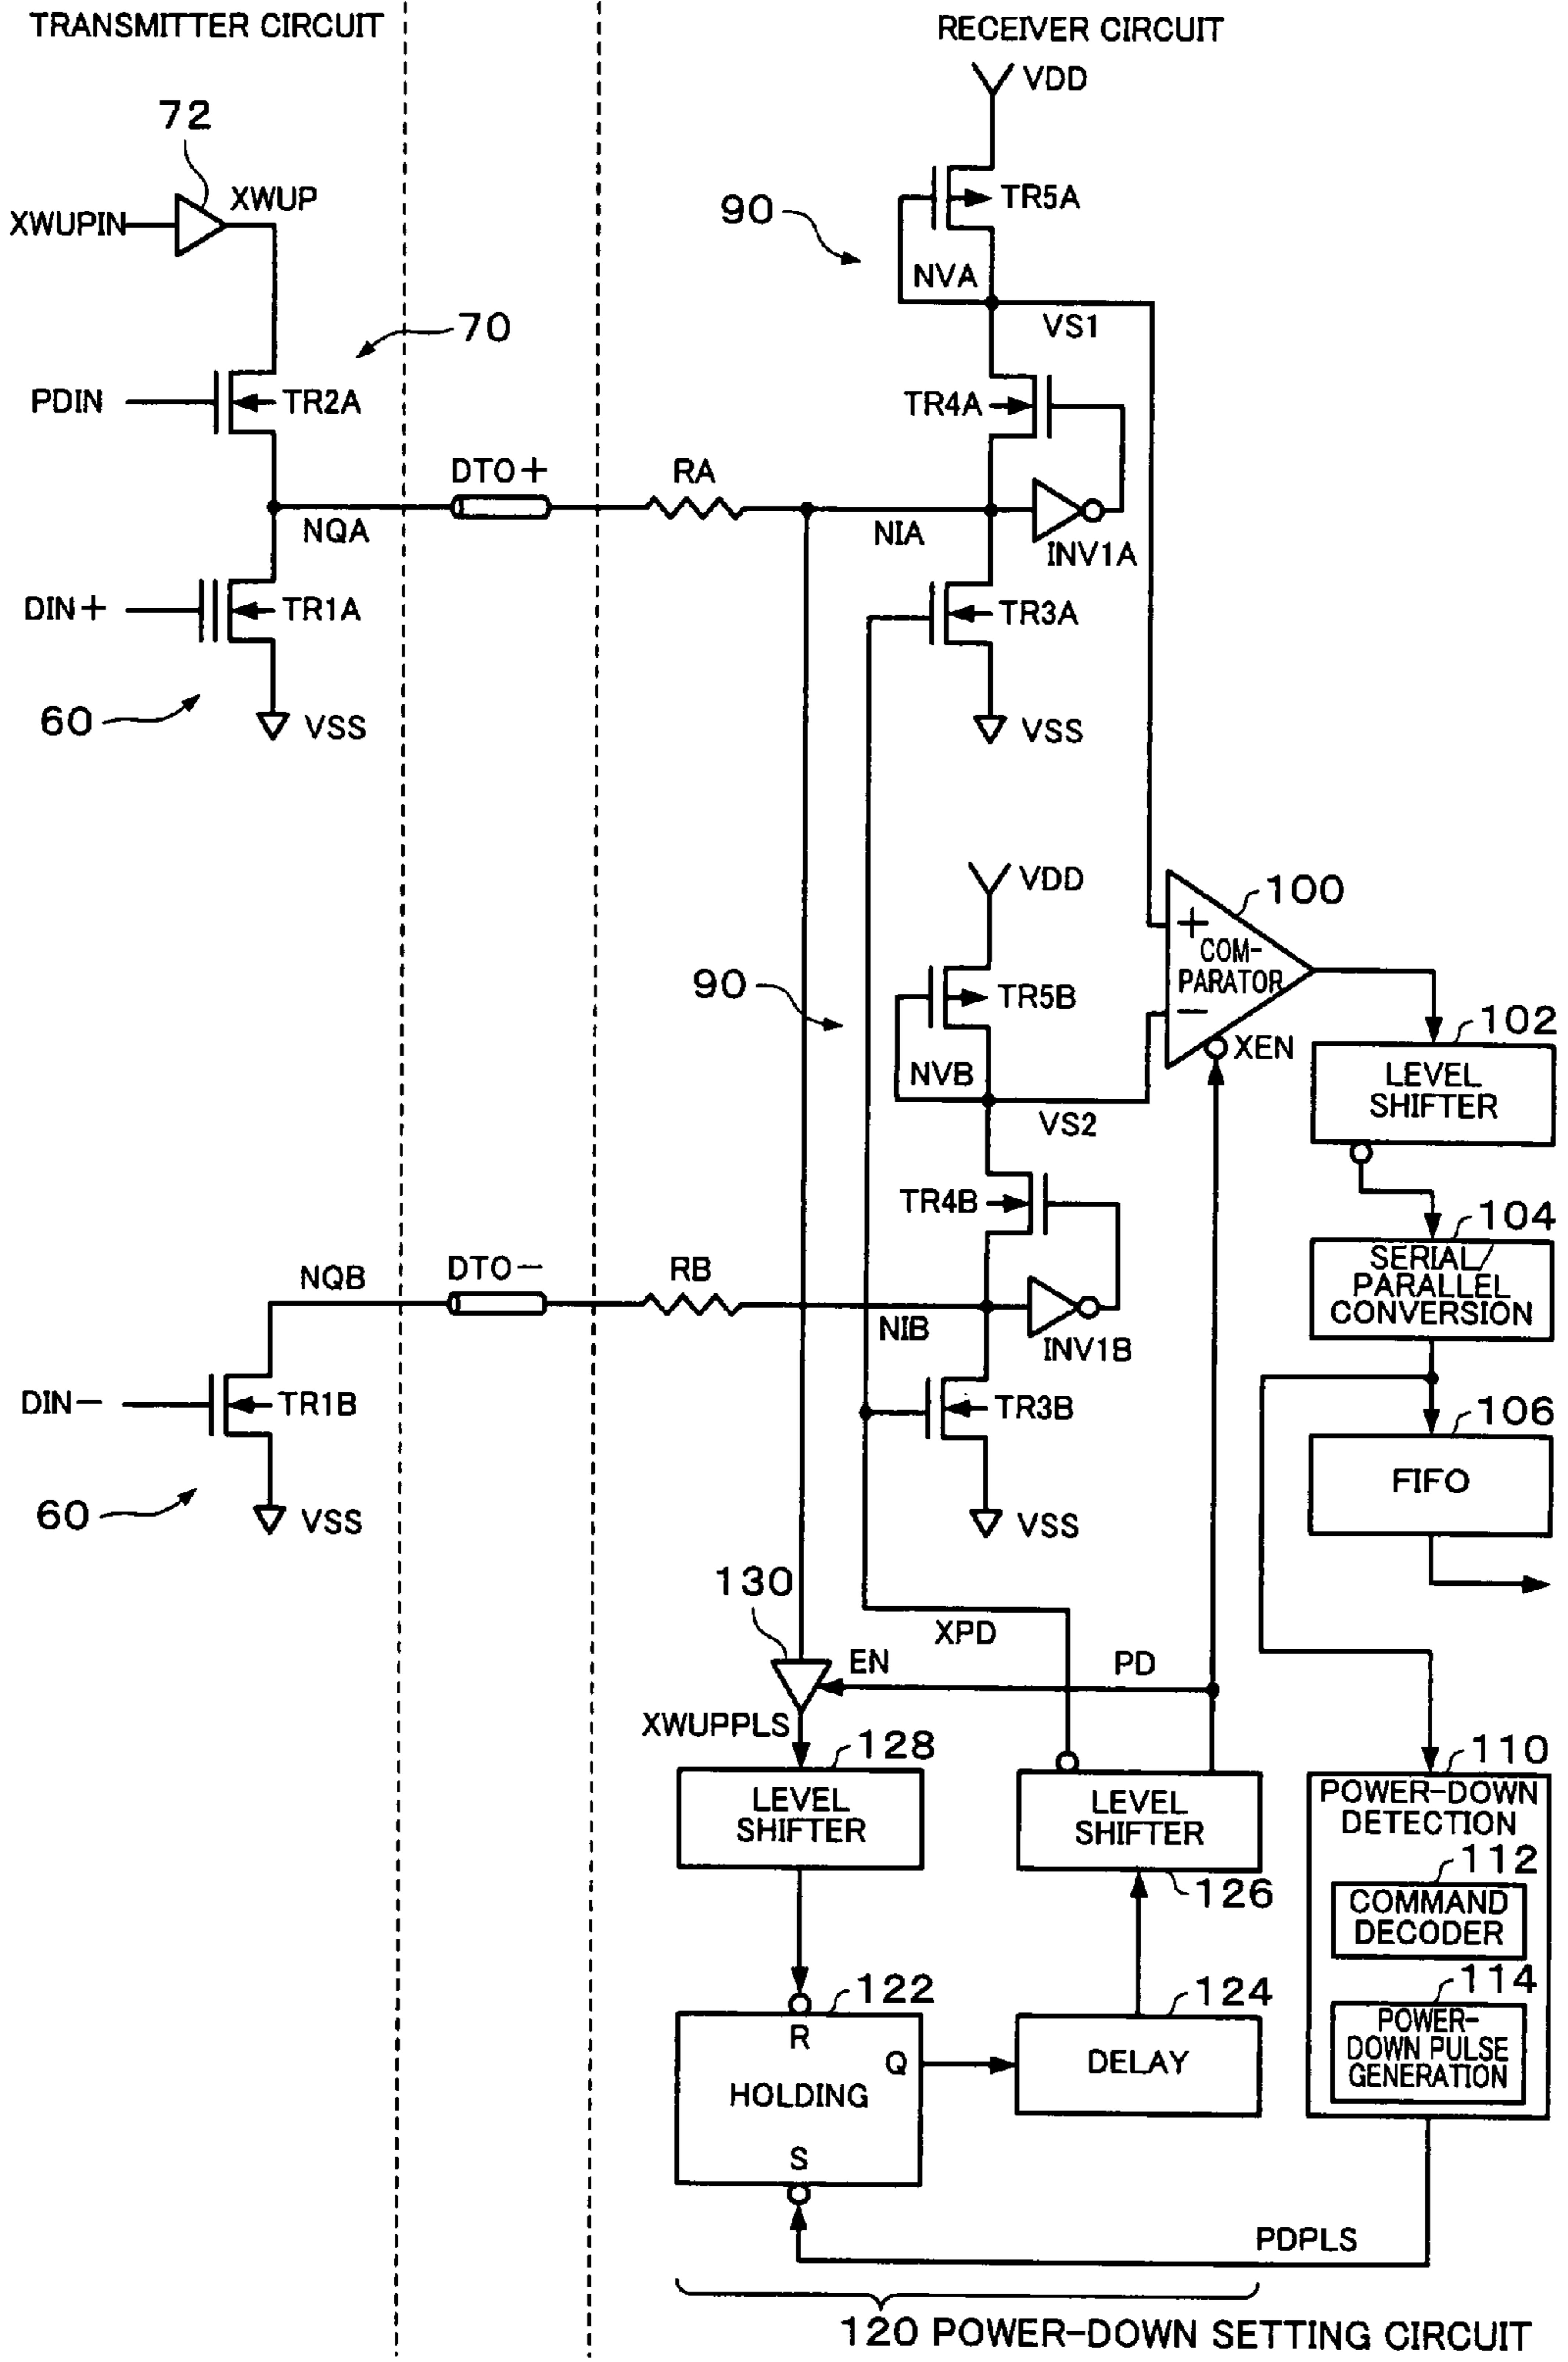 TRANSMITTER CIRCUIT
RECEIVER CIRCUIT
VDD
72
XWUP
XWUPIN
TR5A
90
NVA
VS1
70
PDIN
TR2A
TR4A
DTO+
RA
NQA
NIA
INV1A
DIN+
TR1A
TR3A
60
VSS
VSS
VDD
100
+
COM-
PARATOR
−
90
TR5B
XEN
102
LEVEL
SHIFTER
NVB
VS2
TR4B
104
SERIAL/
PARALLEL
CONVERSION
NQB
DTO−
RB
NIB
INV1B
DIN−
TR1B
TR3B
106
FIFO
60
VSS
VSS
130
XPD
EN
PD
XWUPPLS
128
LEVEL
SHIFTER
LEVEL
SHIFTER
126
110
POWER-DOWN
DETECTION
112
COMMAND
DECODER
114
POWER-
DOWN PULSE
GENERATION
122
R
Q
HOLDING
S
124
DELAY
PDPLS
120 POWER-DOWN SETTING CIRCUIT